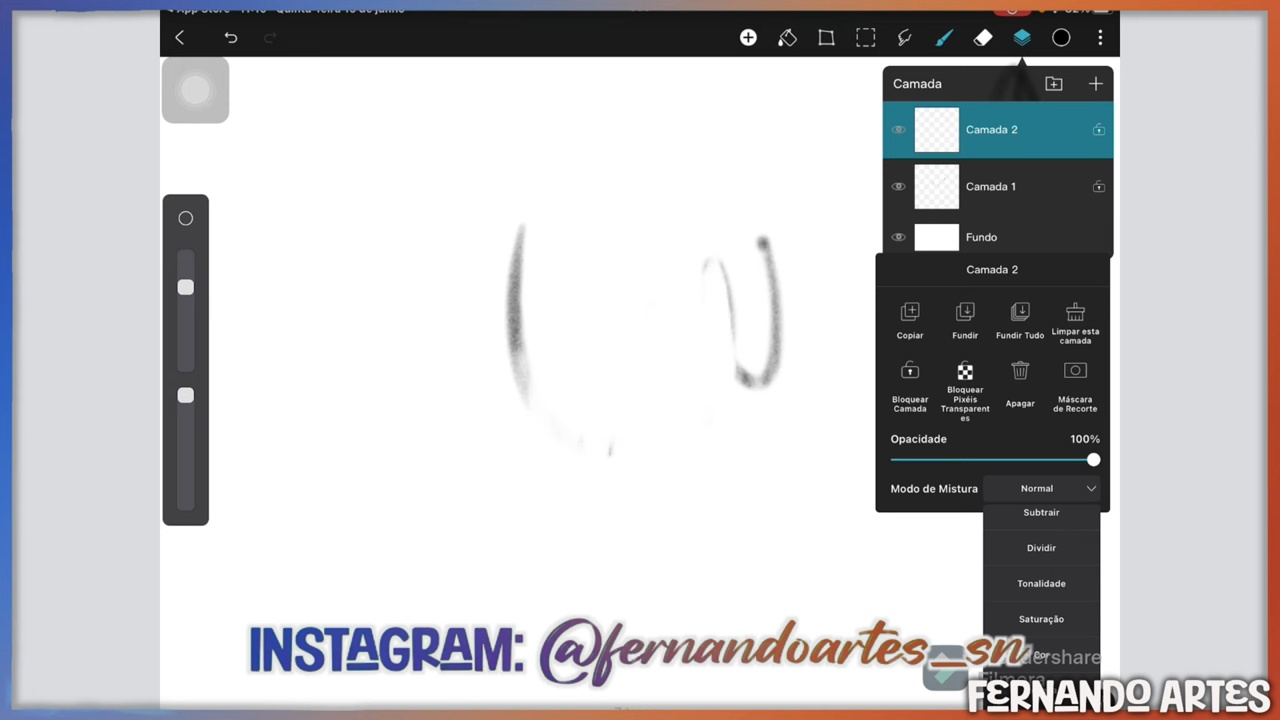 Camada
Camada 2
Camada 1
Fundo
Camada 2
Copiar
Fundir
Fundir Tudo
Limpar esta
camada
Bloquear
Camada
Bloquear
Pixéis
Transparent
es
Apagar
Máscara
de Recorte
Opacidade
100%
Modo de Mistura
Normal
Subtrair
Dividir
Tonalidade
Saturação
Cor
INSTAGRAM: @fernandoartes_sn
FERNANDO ARTES